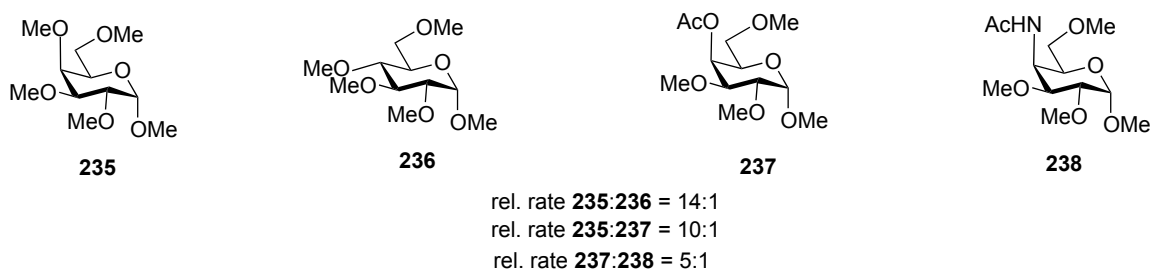 MeO
OMe
O
MeO
MeO
OMe
235
OMe
O
MeO
MeO
MeO
OMe
236
AcO
OMe
O
MeO
MeO
OMe
237
AcHN
OMe
O
MeO
MeO
OMe
238
rel. rate 235:236 = 14:1
rel. rate 235:237 = 10:1
rel. rate 237:238 = 5:1